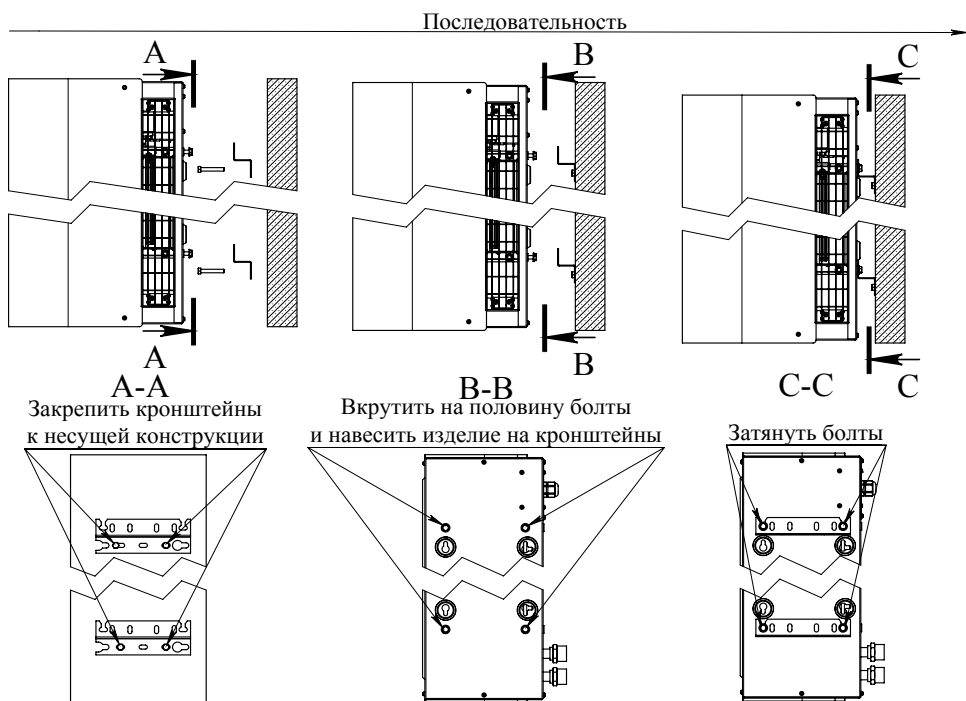 Последовательность
А В С
А В С
А-А В-В С-С
Закрепить кронштейны
к несущей конструкции
Вкрутить на половину болты
и навесить изделие на кронштейны
Затянуть болты